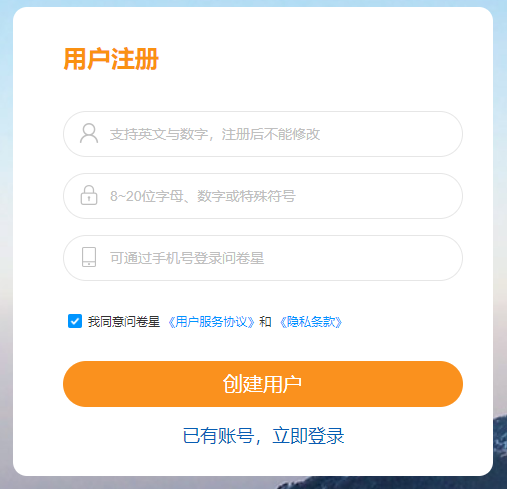 用户注册
支持英文与数字，注册后不能修改
8~20位字母、数字或特殊符号
可通过手机号登录问卷星
我同意问卷星《用户服务协议》和《隐私条款》
创建用户
已有账号，立即登录